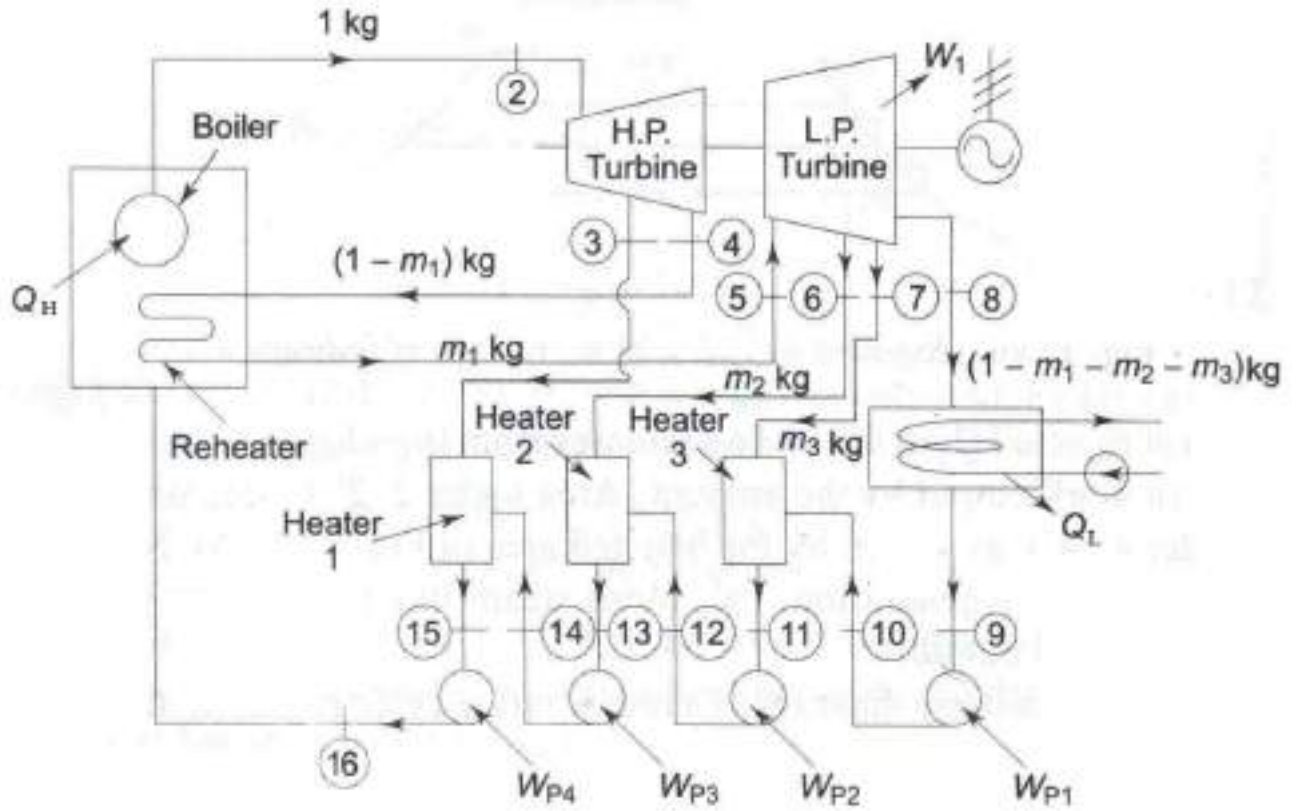 1 kg
2
W1
Boiler
H.P.
Turbine
L.P.
Turbine
3
4
(1 – m1) kg
5
6
7
8
QH
m1 kg
m2 kg
(1 – m1 – m2 – m3)kg
Reheater
Heater
2
Heater
3
m3 kg
Heater
1
QL
15
14
13
12
11
10
9
16
WP4
WP3
WP2
WP1